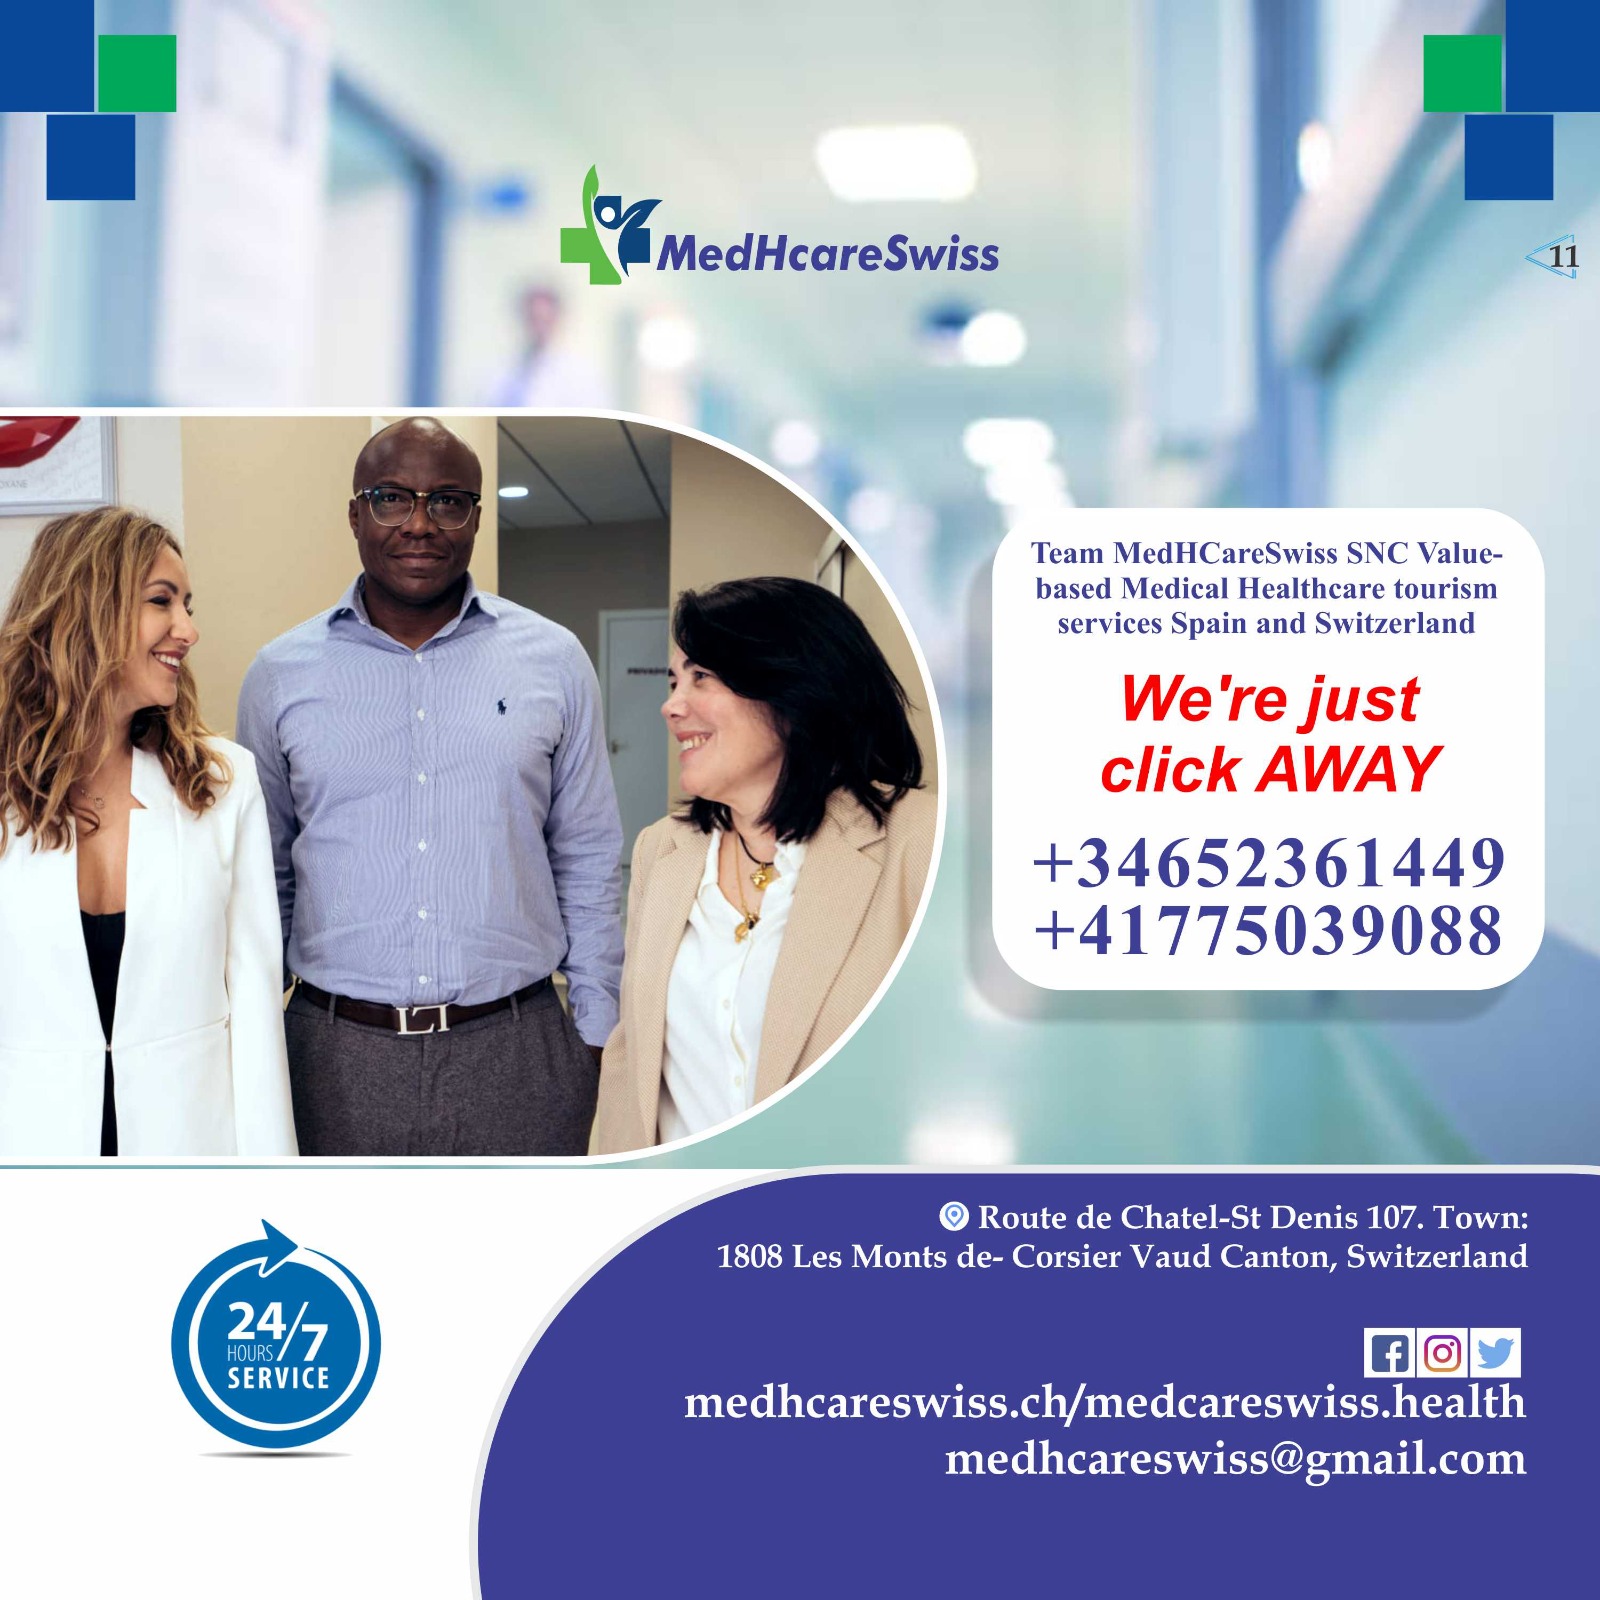 MedHcareSwiss
11
OXANE
PRIVADO
Team MedHCareSwiss SNC Value-
based Medical Healthcare tourism
services Spain and Switzerland
We're just
click AWAY
+34652361449
+41775039088
24/7
HOURS
SERVICE
Route de Chatel-St Denis 107. Town:
1808 Les Monts de- Corsier Vaud Canton, Switzerland
medhcareswiss.ch/medcareswiss.health
medhcareswiss@gmail.com